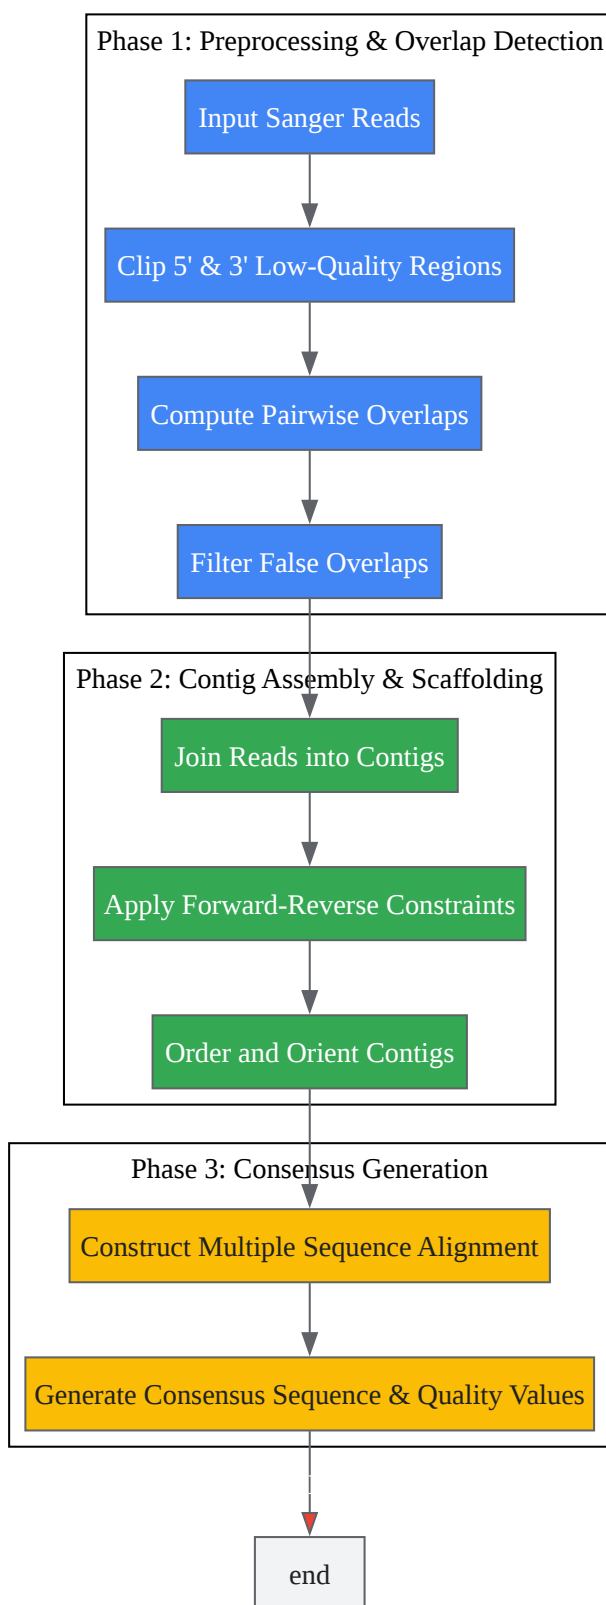 Phase 1: Preprocessing & Overlap Detection
Input Sanger Reads
Clip 5' & 3' Low-Quality Regions
Compute Pairwise Overlaps
Filter False Overlaps
Phase 2: Contig Assembly & Scaffolding
Join Reads into Contigs
Apply Forward-Reverse Constraints
Order and Orient Contigs
Phase 3: Consensus Generation
Construct Multiple Sequence Alignment
Generate Consensus Sequence & Quality Values
end